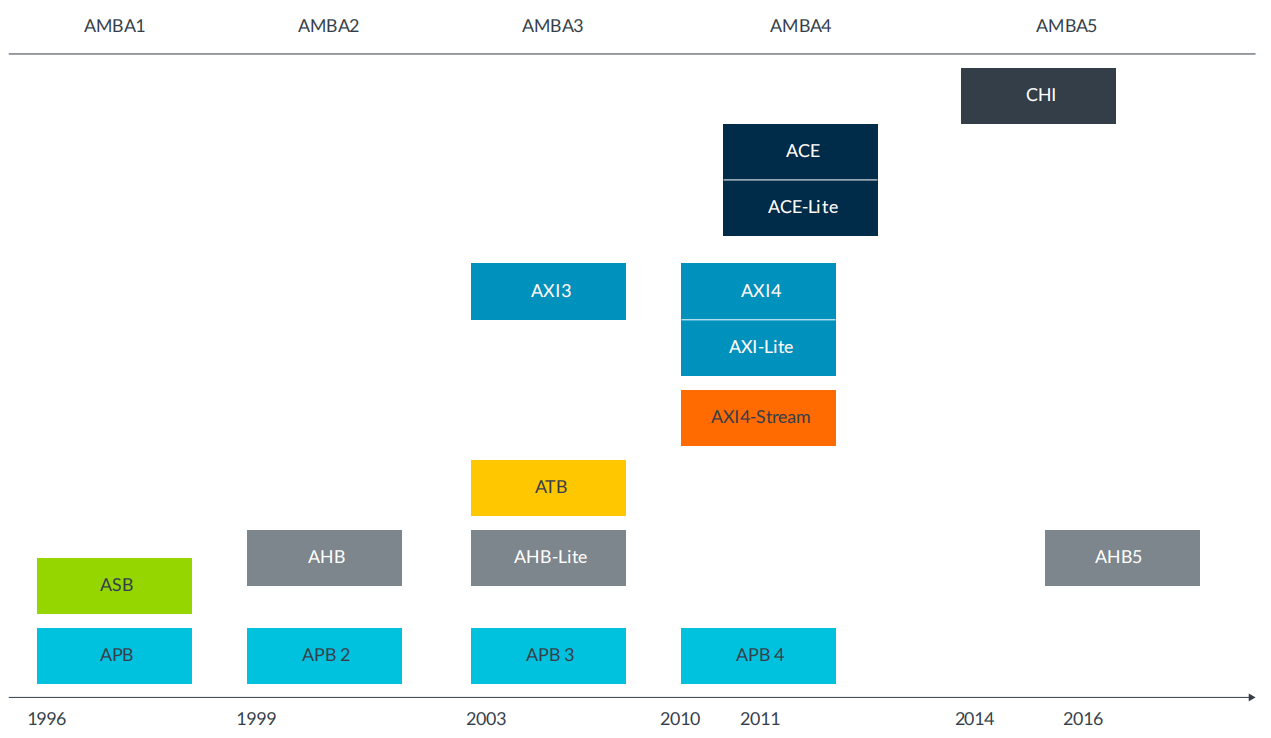 AMBA1 AMBA2 AMBA3 AMBA4 AMBA5
CHI
ACE
ACE-Lite
AXI3 AXI4
AXI-Lite
AXI4-Stream
ATB
AHB AHB-Lite AHB5
ASB
APB APB 2 APB 3 APB 4
1996 1999 2003 2010 2011 2014 2016